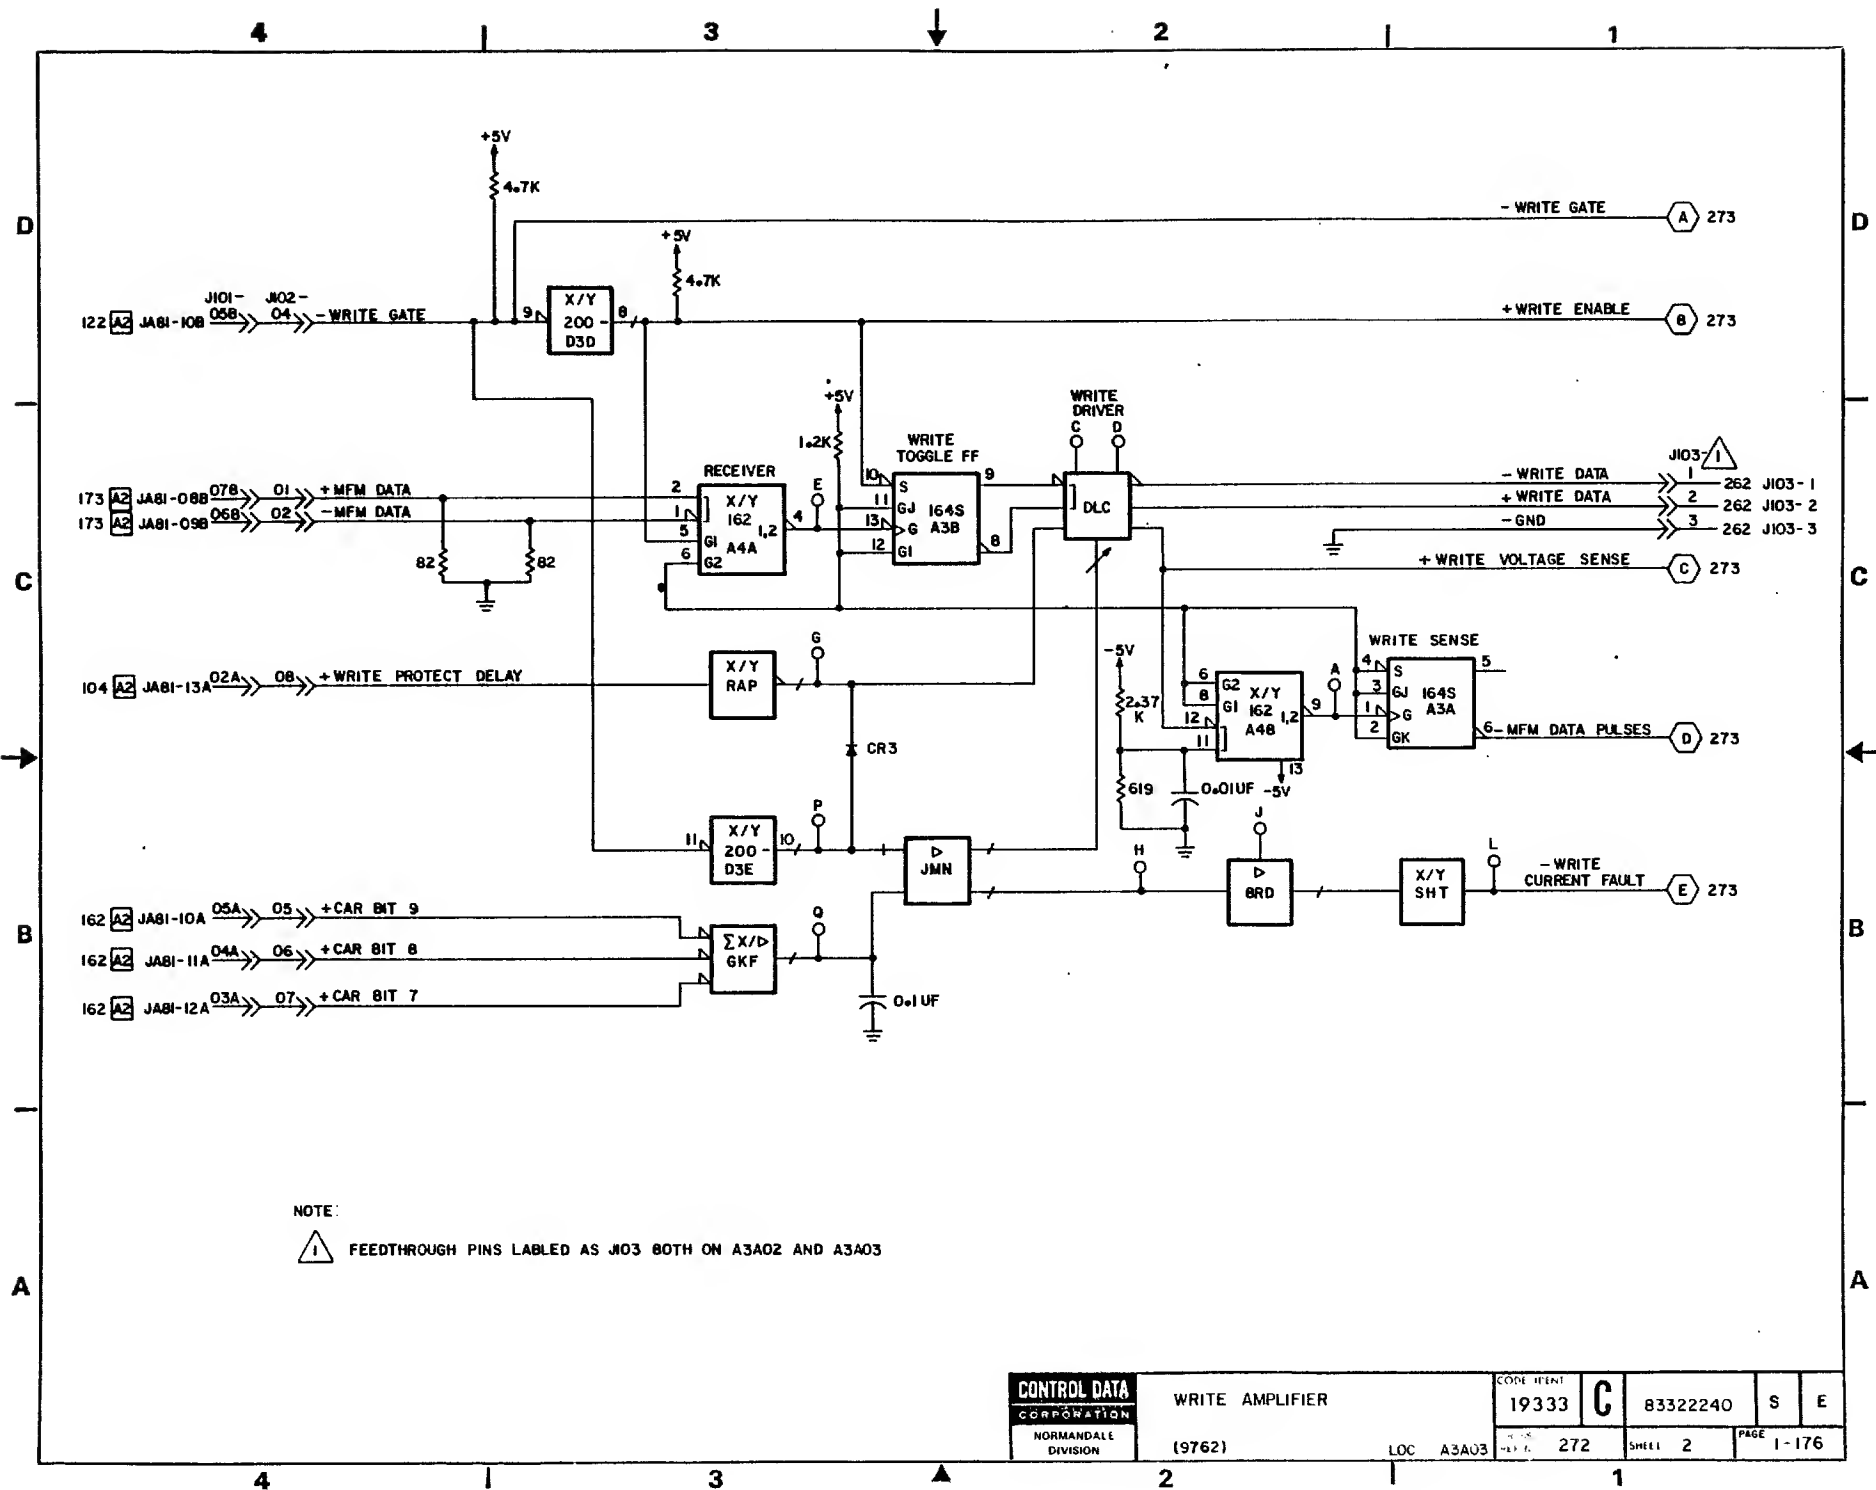 4 3 2 1
+5V
4.7K
D
- WRITE GATE A 273
D
+5V
4.7K
J101- J102-
122 A2 JA81-10B 05B 04 -WRITE GATE
9 X/Y 8
200 -
D3D
+ WRITE ENABLE B 273
+5V
1.2K
WRITE
TOGGLE FF
10 S 9
11 GJ 164S
13 G A3B
12 G1 8
WRITE
DRIVER
C D
DLC
RECEIVER
2 X/Y
1 162 1,2 4
5 G1 A4A
6 G2
E
173 A2 JA81-08B 07B 01 +MFM DATA
173 A2 JA81-09B 06B 02 -MFM DATA
82 82
J103- 1
- WRITE DATA 1 262 J103-1
+ WRITE DATA 2 262 J103-2
-GND 3 262 J103-3
C
+ WRITE VOLTAGE SENSE C 273
C
104 A2 JA81-13A 02A 08 +WRITE PROTECT DELAY
X/Y
RAP
G
CR3
-5V
2.37
K
619
0.01UF
6 G2 X/Y
8 G1 162 1,2 9
12 A4B
11
13
-5V
A
WRITE SENSE
4 S 5
3 GJ 164S
1 G A3A
2 GK 6
-MFM DATA PULSES D 273
11 X/Y 10
200 -
D3E
P
JMN
H
J
BRD
X/Y
SHT
L
-WRITE
CURRENT FAULT E 273
B
162 A2 JA81-10A 05A 05 +CAR BIT 9
162 A2 JA81-11A 04A 06 +CAR BIT 8
162 A2 JA81-12A 03A 07 +CAR BIT 7
ΣX/▷
GKF
Q
0.1UF
B
NOTE:
1 FEEDTHROUGH PINS LABLED AS J103 BOTH ON A3A02 AND A3A03
A
A
CONTROL DATA
CORPORATION
NORMANDALE
DIVISION
WRITE AMPLIFIER
(9762) LOC A3A03
CODE IDENT
19333 C 83322240 S E
272 SHEET 2 PAGE 1-176
4 3 2 1